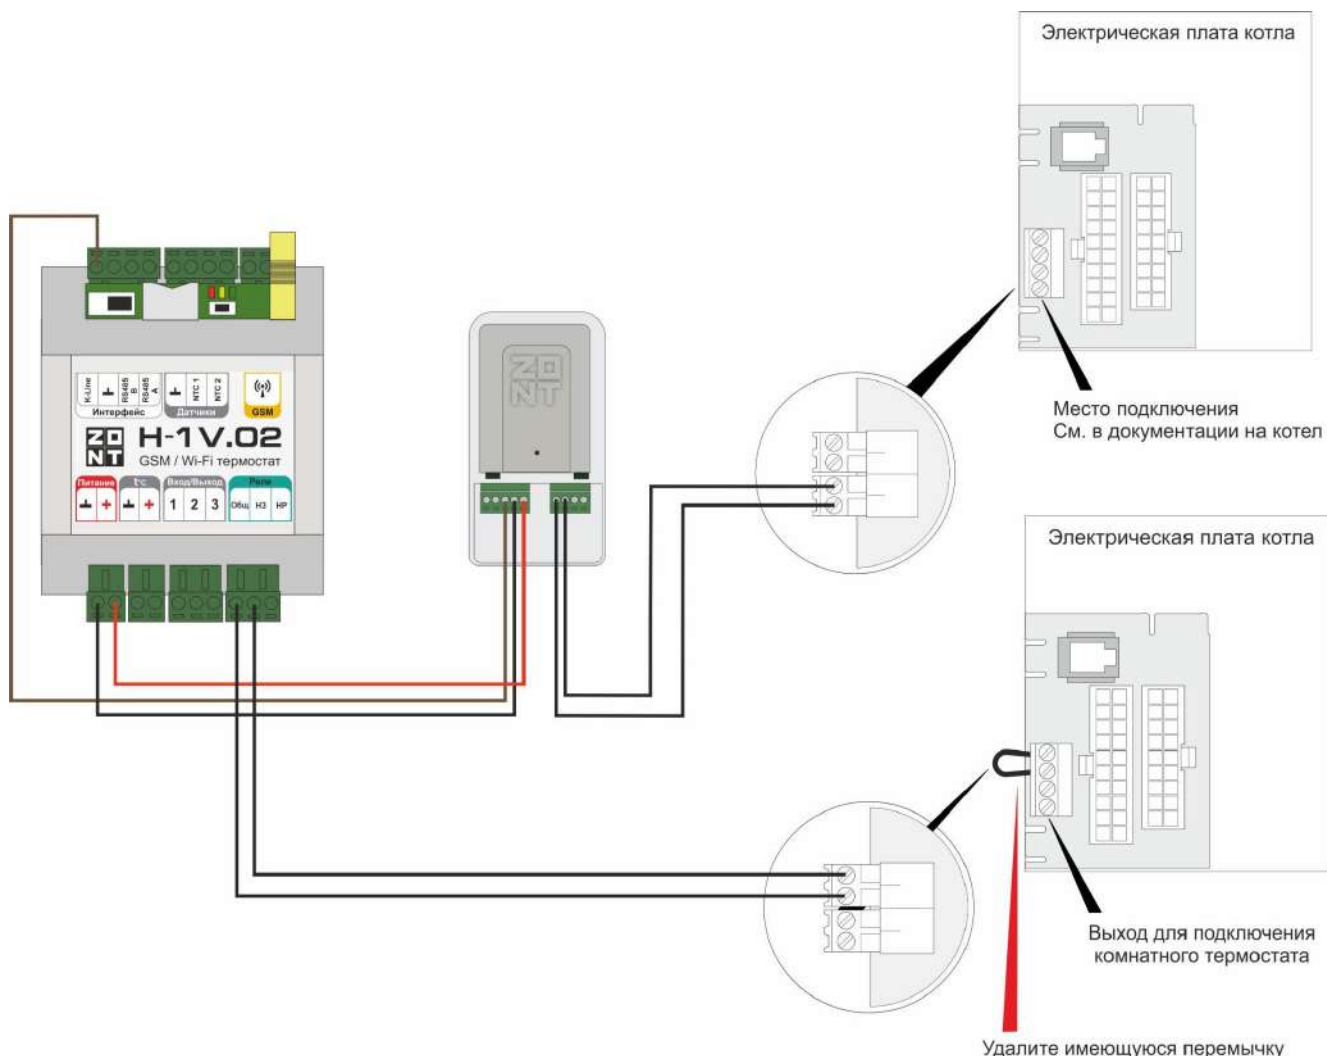 Электрическая плата котла
Место подключения
См. в документации на котел
K-Line
⊥
RS485 B
RS485 A
⊥
NTC 1
NTC 2
Интерфейс
Датчики
GSM
ZONT
H-1V.02
GSM / Wi-Fi термостат
Питание
t°C
Вход/Выход
Реле
⊥ + ⊥ + 1 2 3 Общ НЗ НР
ZONT
Электрическая плата котла
Выход для подключения
комнатного термостата
Удалите имеющуюся перемычку